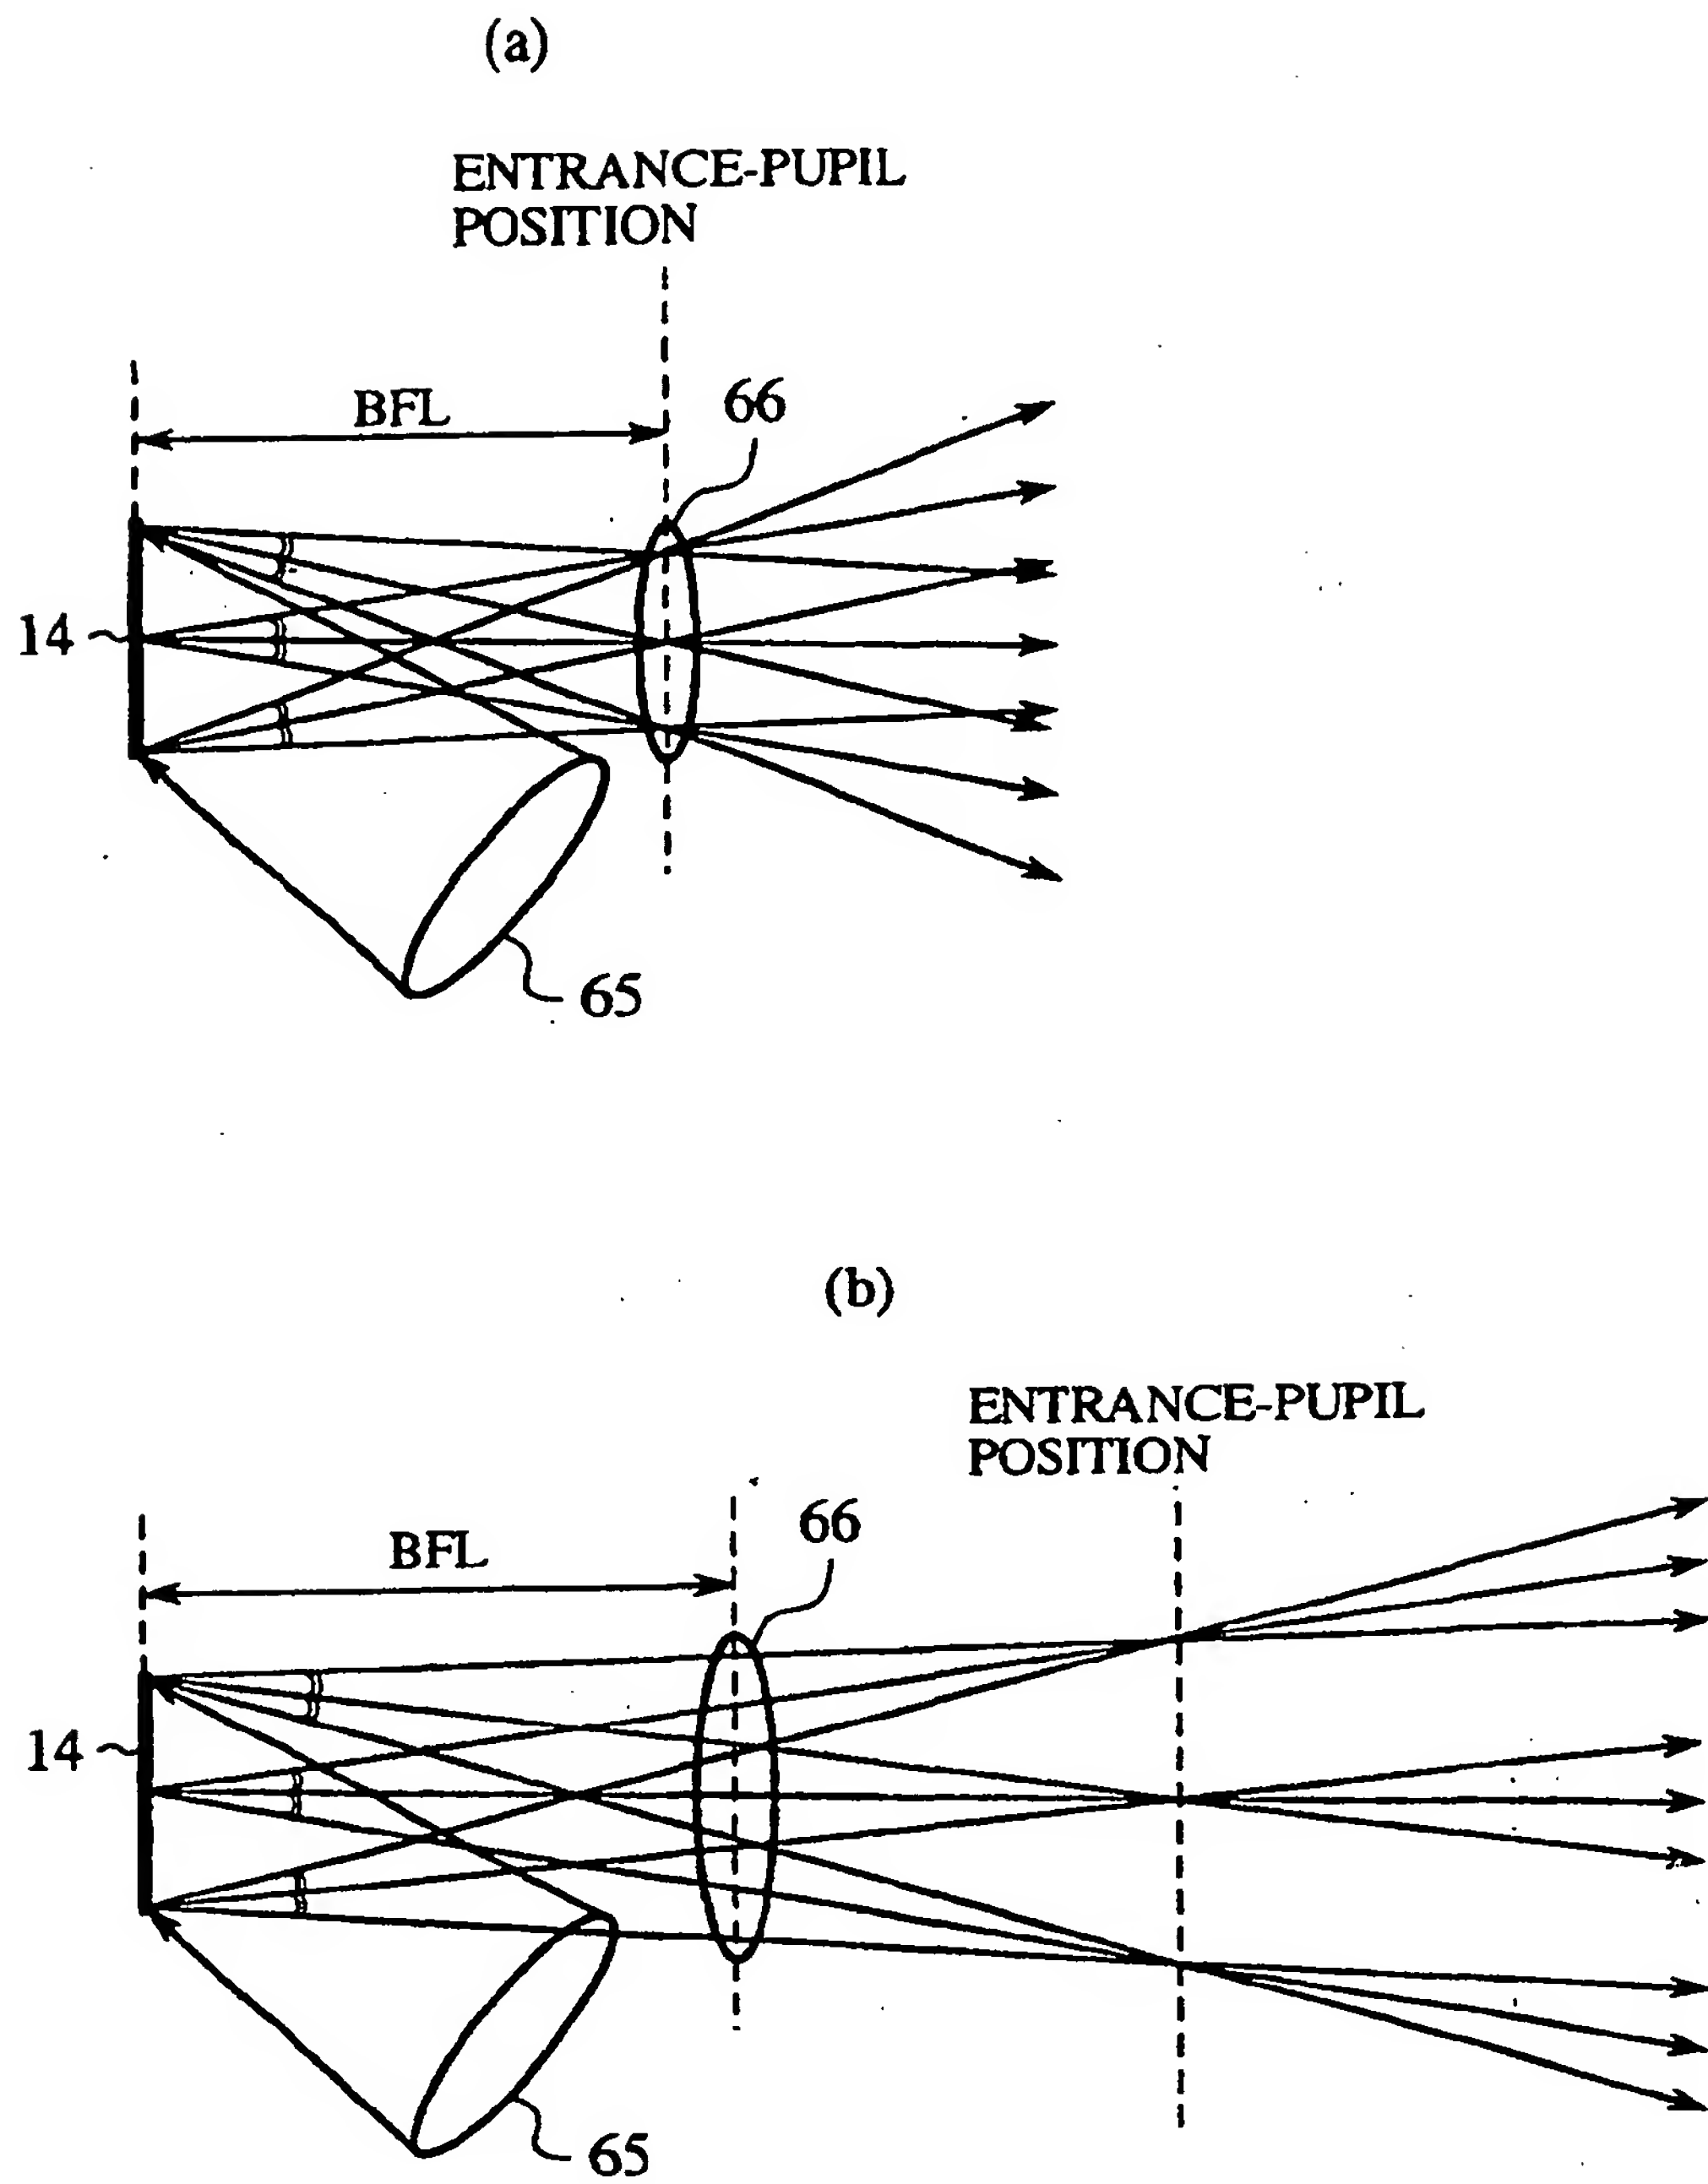 (a)
ENTRANCE-PUPIL
POSITION
BFL
66
14
65
(b)
ENTRANCE-PUPIL
POSITION
66
BFL
14
65